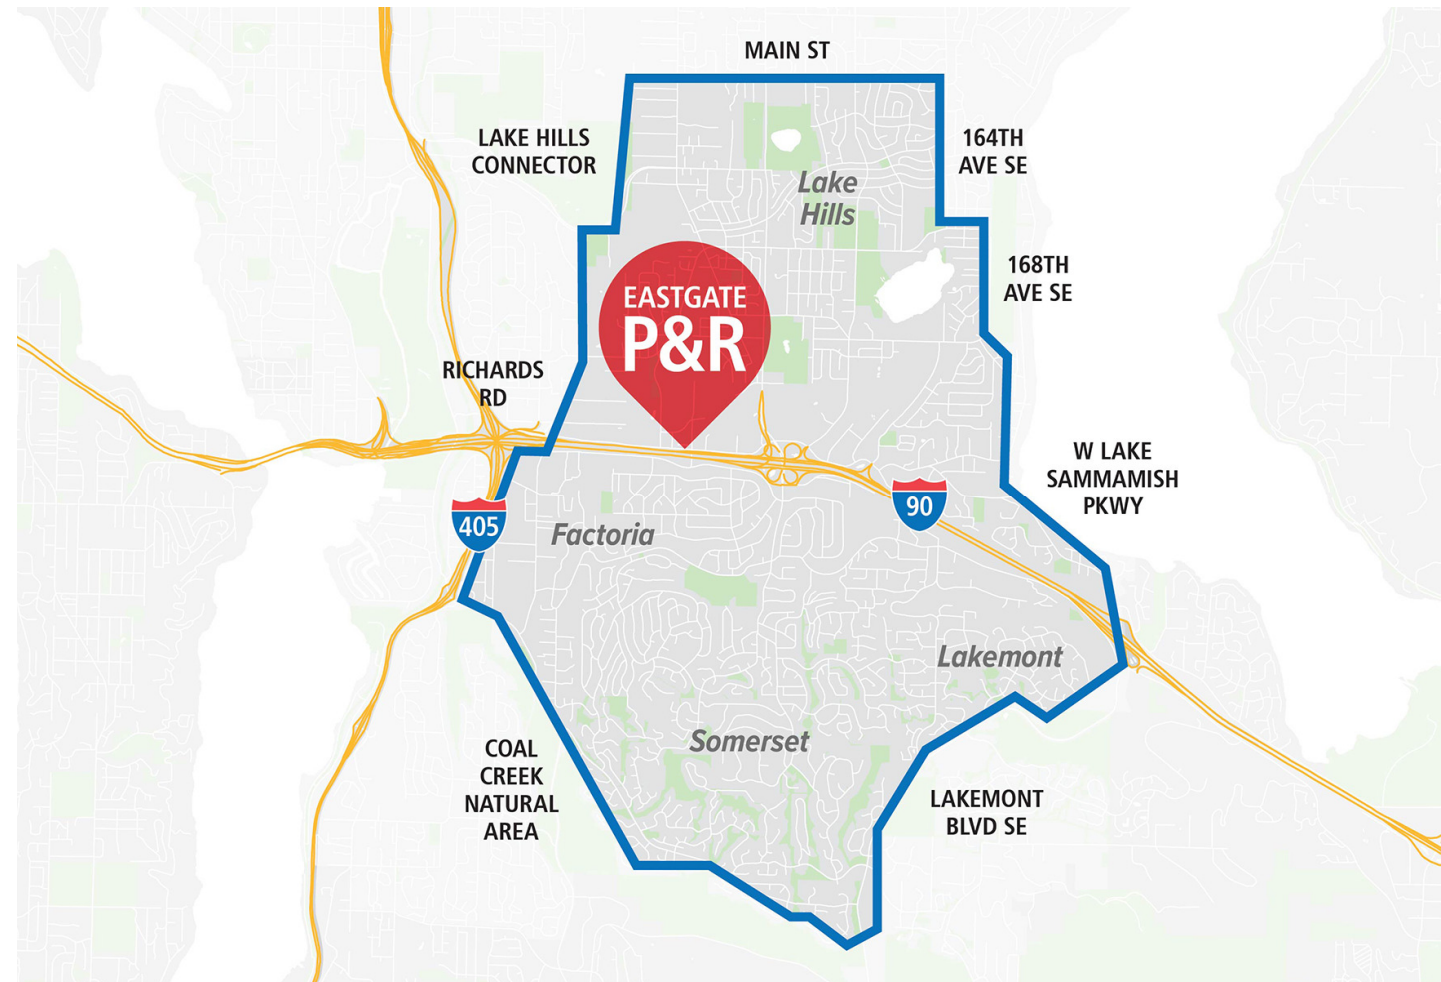 MAIN ST
LAKE HILLS
CONNECTOR
164TH
AVE SE
Lake
Hills
168TH
AVE SE
EASTGATE
P&R
RICHARDS
RD
W LAKE
SAMMAMISH
PKWY
90
405
Factoria
Lakemont
Somerset
COAL
CREEK
NATURAL
AREA
LAKEMONT
BLVD SE